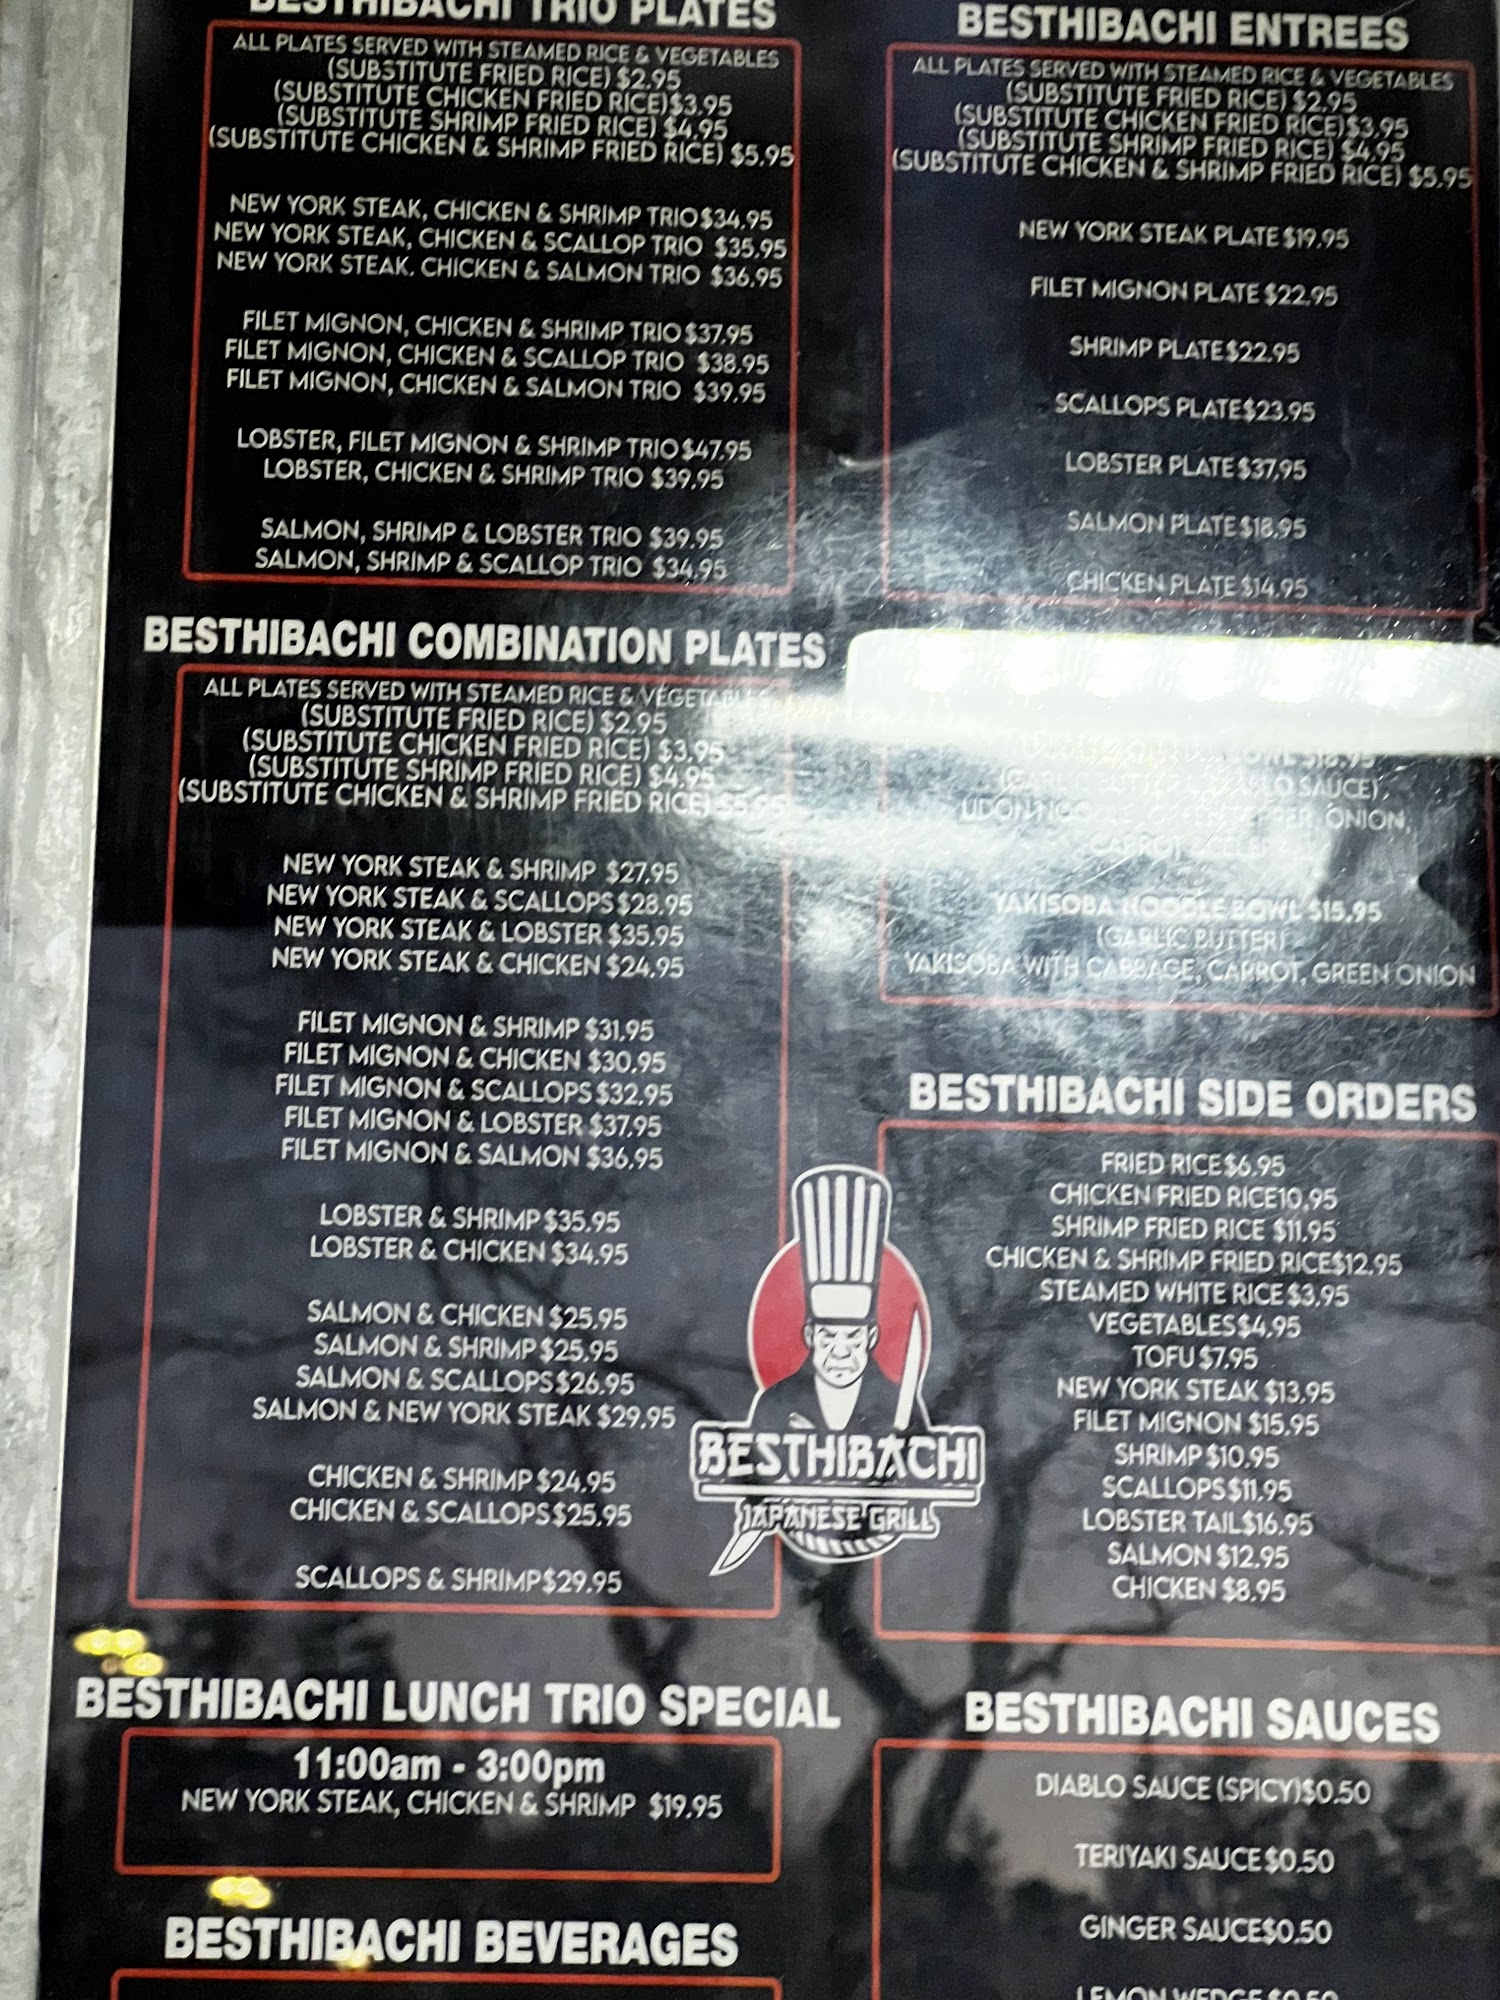 BESTHIBACHI TRIO PLATES
ALL PLATES SERVED WITH STEAMED RICE & VEGETABLES
(SUBSTITUTE FRIED RICE) $2.95
(SUBSTITUTE CHICKEN FRIED RICE)$3.95
(SUBSTITUTE SHRIMP FRIED RICE) $4.95
(SUBSTITUTE CHICKEN & SHRIMP FRIED RICE) $5.95
NEW YORK STEAK, CHICKEN & SHRIMP TRIO $34.95
NEW YORK STEAK, CHICKEN & SCALLOP TRIO $35.95
NEW YORK STEAK. CHICKEN & SALMON TRIO $36.95
FILET MIGNON, CHICKEN & SHRIMP TRIO $37.95
FILET MIGNON, CHICKEN & SCALLOP TRIO $38.95
FILET MIGNON, CHICKEN & SALMON TRIO $39.95
LOBSTER, FILET MIGNON & SHRIMP TRIO $47.95
LOBSTER, CHICKEN & SHRIMP TRIO $39.95
SALMON, SHRIMP & LOBSTER TRIO $39.95
SALMON, SHRIMP & SCALLOP TRIO $34.95
BESTHIBACHI COMBINATION PLATES
ALL PLATES SERVED WITH STEAMED RICE & VEGETABLES
(SUBSTITUTE FRIED RICE) $2.95
(SUBSTITUTE CHICKEN FRIED RICE) $3.95
(SUBSTITUTE SHRIMP FRIED RICE) $4.95
(SUBSTITUTE CHICKEN & SHRIMP FRIED RICE) $5.95
NEW YORK STEAK & SHRIMP $27.95
NEW YORK STEAK & SCALLOPS $28.95
NEW YORK STEAK & LOBSTER $35.95
NEW YORK STEAK & CHICKEN $24.95
FILET MIGNON & SHRIMP $31.95
FILET MIGNON & CHICKEN $30.95
FILET MIGNON & SCALLOPS $32.95
FILET MIGNON & LOBSTER $37.95
FILET MIGNON & SALMON $36.95
LOBSTER & SHRIMP $35.95
LOBSTER & CHICKEN $34.95
SALMON & CHICKEN $25.95
SALMON & SHRIMP $25.95
SALMON & SCALLOPS $26.95
SALMON & NEW YORK STEAK $29.95
CHICKEN & SHRIMP $24.95
CHICKEN & SCALLOPS $25.95
SCALLOPS & SHRIMP $29.95
BESTHIBACHI LUNCH TRIO SPECIAL
11:00am - 3:00pm
NEW YORK STEAK, CHICKEN & SHRIMP $19.95
BESTHIBACHI BEVERAGES
BESTHIBACHI
JAPANESE GRILL
BESTHIBACHI ENTREES
ALL PLATES SERVED WITH STEAMED RICE & VEGETABLES
(SUBSTITUTE FRIED RICE) $2.95
(SUBSTITUTE CHICKEN FRIED RICE)$3.95
(SUBSTITUTE SHRIMP FRIED RICE) $4.95
(SUBSTITUTE CHICKEN & SHRIMP FRIED RICE) $5.95
NEW YORK STEAK PLATE $19.95
FILET MIGNON PLATE $22.95
SHRIMP PLATE $22.95
SCALLOPS PLATE $23.95
LOBSTER PLATE $37.95
SALMON PLATE $18.95
CHICKEN PLATE $14.95
SAUCE),
UDON ONION,
YAKISOBA NOODLE BOWL $15.95
(GARLIC BUTTER)
YAKISOBA WITH CABBAGE, CARROT, GREEN ONION
BESTHIBACHI SIDE ORDERS
FRIED RICE $6.95
CHICKEN FRIED RICE10.95
SHRIMP FRIED RICE $11.95
CHICKEN & SHRIMP FRIED RICE$12.95
STEAMED WHITE RICE $3.95
VEGETABLES $4.95
TOFU $7.95
NEW YORK STEAK $13.95
FILET MIGNON $15.95
SHRIMP $10.95
SCALLOPS $11.95
LOBSTER TAIL $16.95
SALMON $12.95
CHICKEN $8.95
BESTHIBACHI SAUCES
DIABLO SAUCE (SPICY)$0.50
TERIYAKI SAUCE $0.50
GINGER SAUCE$0.50
LEMON WEDGE $0.50